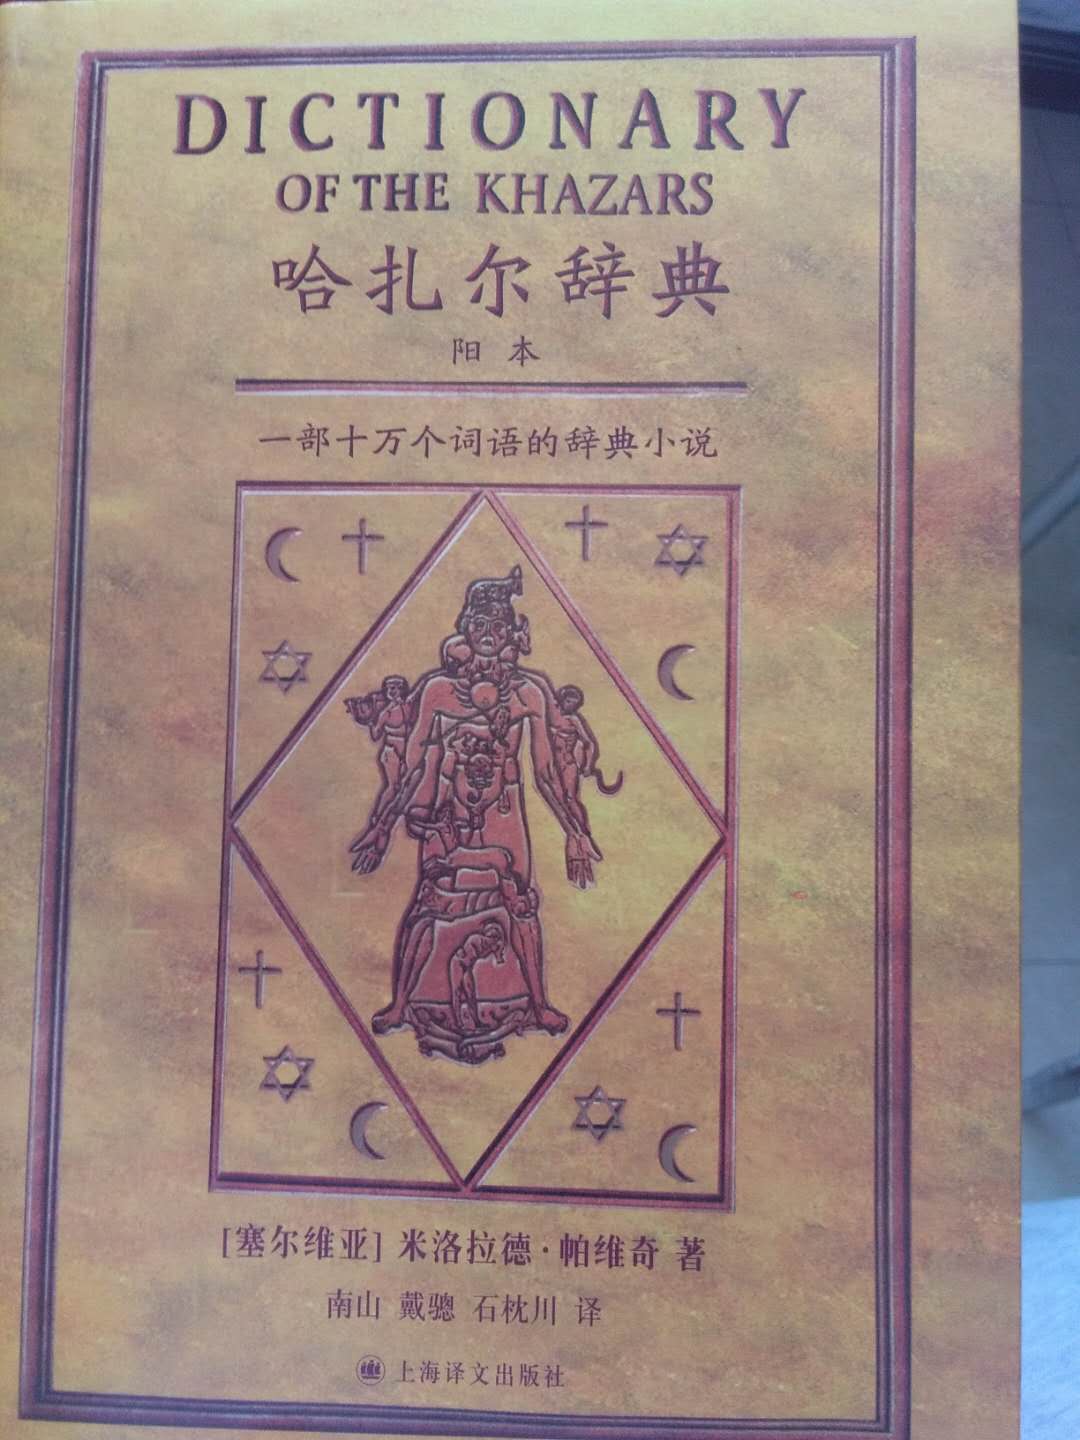 DICTIONARY
OF THE KHAZARS
哈扎尔辞典
阳本
一部十万个词语的辞典小说
[塞尔维亚] 米洛拉德·帕维奇 著
南山 戴骢 石枕川 译
上海译文出版社